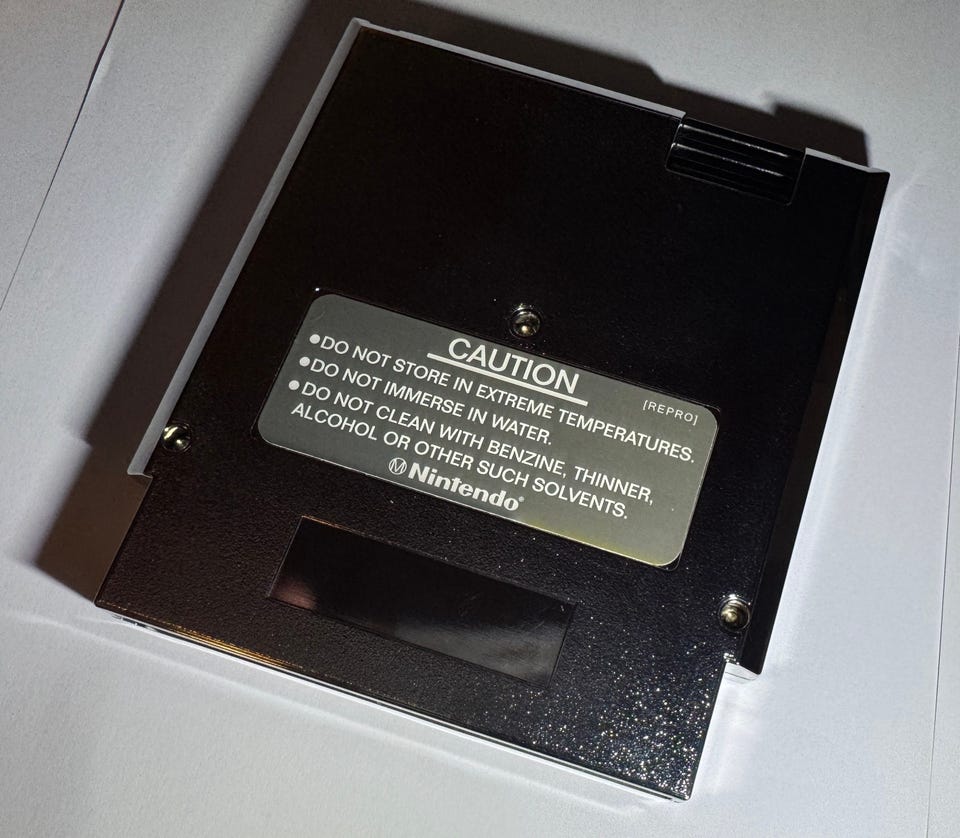 CAUTION
[REPRO]
●DO NOT STORE IN EXTREME TEMPERATURES.
●DO NOT IMMERSE IN WATER.
●DO NOT CLEAN WITH BENZINE, THINNER,
ALCOHOL OR OTHER SUCH SOLVENTS.
Ⓜ Nintendo®